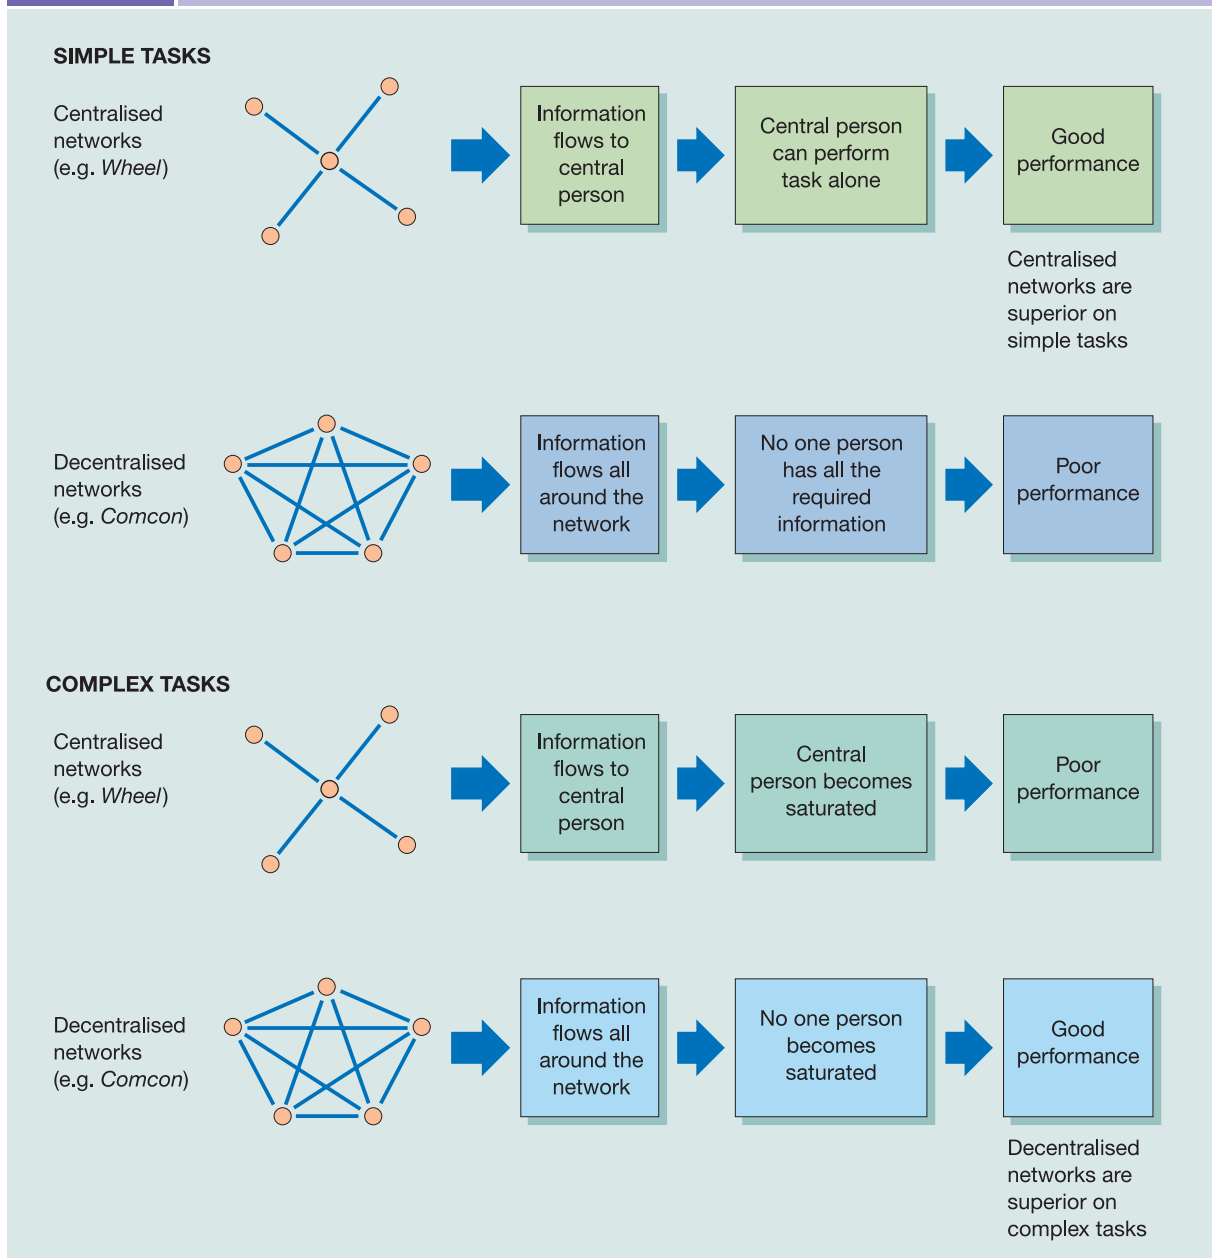 SIMPLE TASKS
Centralised
networks
(e.g. Wheel)
Information
flows to
central
person
Central person
can perform
task alone
Good
performance
Centralised
networks are
superior on
simple tasks
Decentralised
networks
(e.g. Comcon)
Information
flows all
around the
network
No one person
has all the
required
information
Poor
performance
COMPLEX TASKS
Centralised
networks
(e.g. Wheel)
Information
flows to
central
person
Central
person becomes
saturated
Poor
performance
Decentralised
networks
(e.g. Comcon)
Information
flows all
around the
network
No one person
becomes
saturated
Good
performance
Decentralised
networks are
superior on
complex tasks